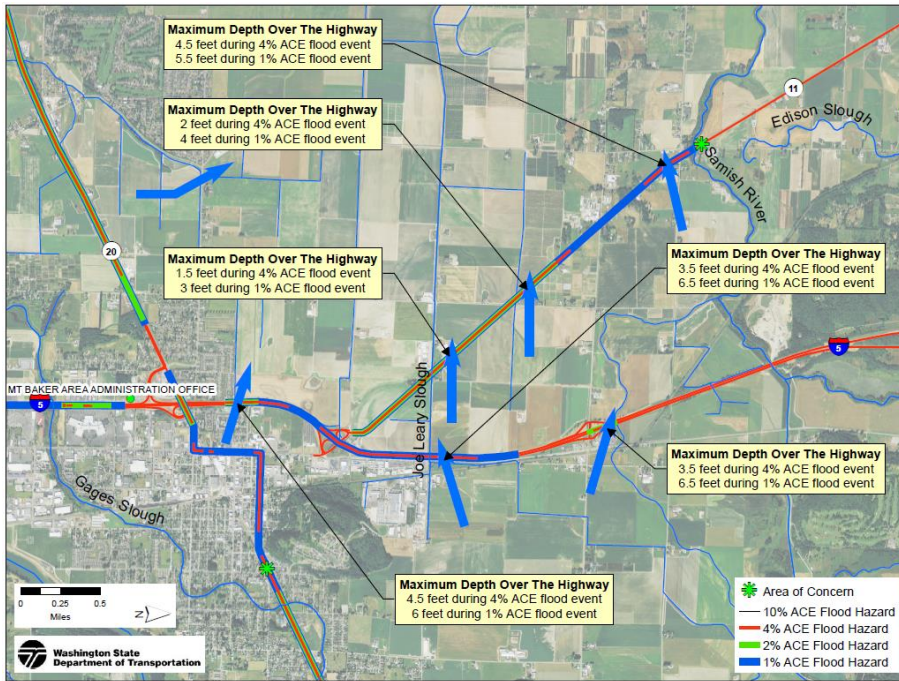 Maximum Depth Over The Highway
4.5 feet during 4% ACE flood event
5.5 feet during 1% ACE flood event
Maximum Depth Over The Highway
2 feet during 4% ACE flood event
4 feet during 1% ACE flood event
11
Edison Slough
Samish River
20
Maximum Depth Over The Highway
1.5 feet during 4% ACE flood event
3 feet during 1% ACE flood event
Maximum Depth Over The Highway
3.5 feet during 4% ACE flood event
6.5 feet during 1% ACE flood event
5
MT BAKER AREA ADMINISTRATION OFFICE
5
Joe Leary Slough
Maximum Depth Over The Highway
3.5 feet during 4% ACE flood event
6.5 feet during 1% ACE flood event
Gages Slough
Maximum Depth Over The Highway
4.5 feet during 4% ACE flood event
6 feet during 1% ACE flood event
0 0.25 0.5
Miles
N
Washington State
Department of Transportation
Area of Concern
10% ACE Flood Hazard
4% ACE Flood Hazard
2% ACE Flood Hazard
1% ACE Flood Hazard